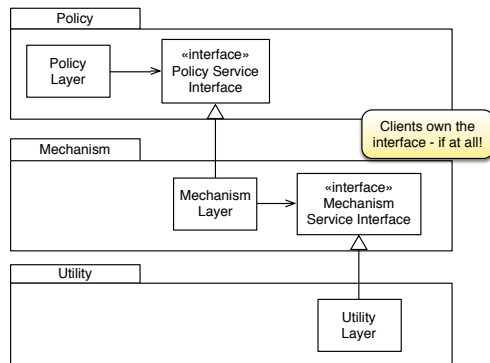 Policy
Policy
Layer
«interface»
Policy Service
Interface
Clients own the
interface - if at all!
Mechanism
Mechanism
Layer
«interface»
Mechanism
Service Interface
Utility
Utility
Layer